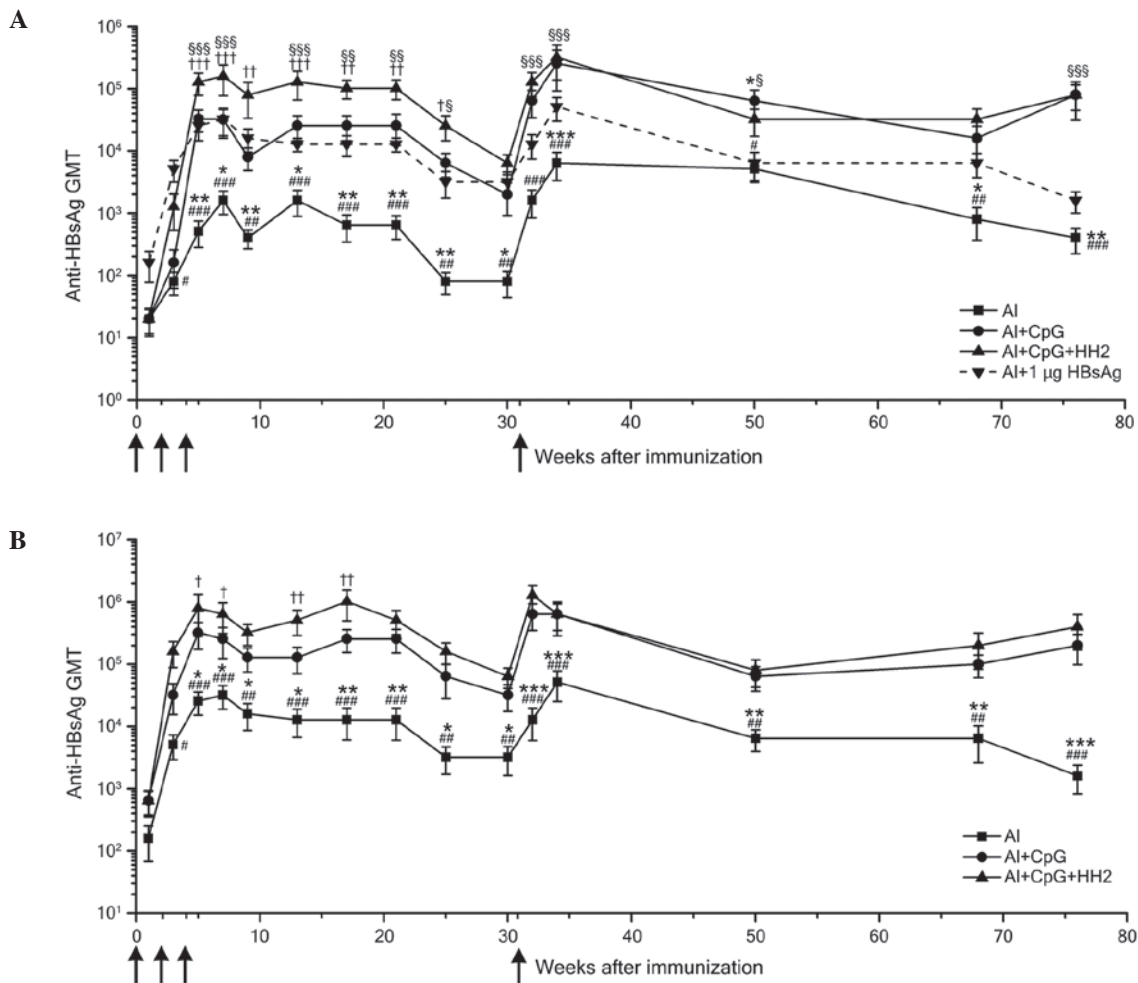 A
10⁶
10⁵
10⁴
10³
10²
10¹
10⁰
Anti-HBsAg GMT
§§§ §§§ §§§ §§ §§ §§§ §§§ §§§
††† ††† †† ††† †† †† †§ *§
#
** * ** * ** ** ** * *** * **
### ### ## ### ### ### ## ## ### ### # ## ###
Al
Al+CpG
Al+CpG+HH2
Al+1 µg HBsAg
0 10 20 30 40 50 60 70 80
Weeks after immunization
B
10⁷
10⁶
10⁵
10⁴
10³
10²
10¹
Anti-HBsAg GMT
† † †† ††
#
* * * * ** ** * * *** *** ** ** ***
### ### ## ### ### ### ## ## ### ### ## ## ###
Al
Al+CpG
Al+CpG+HH2
0 10 20 30 40 50 60 70 80
Weeks after immunization